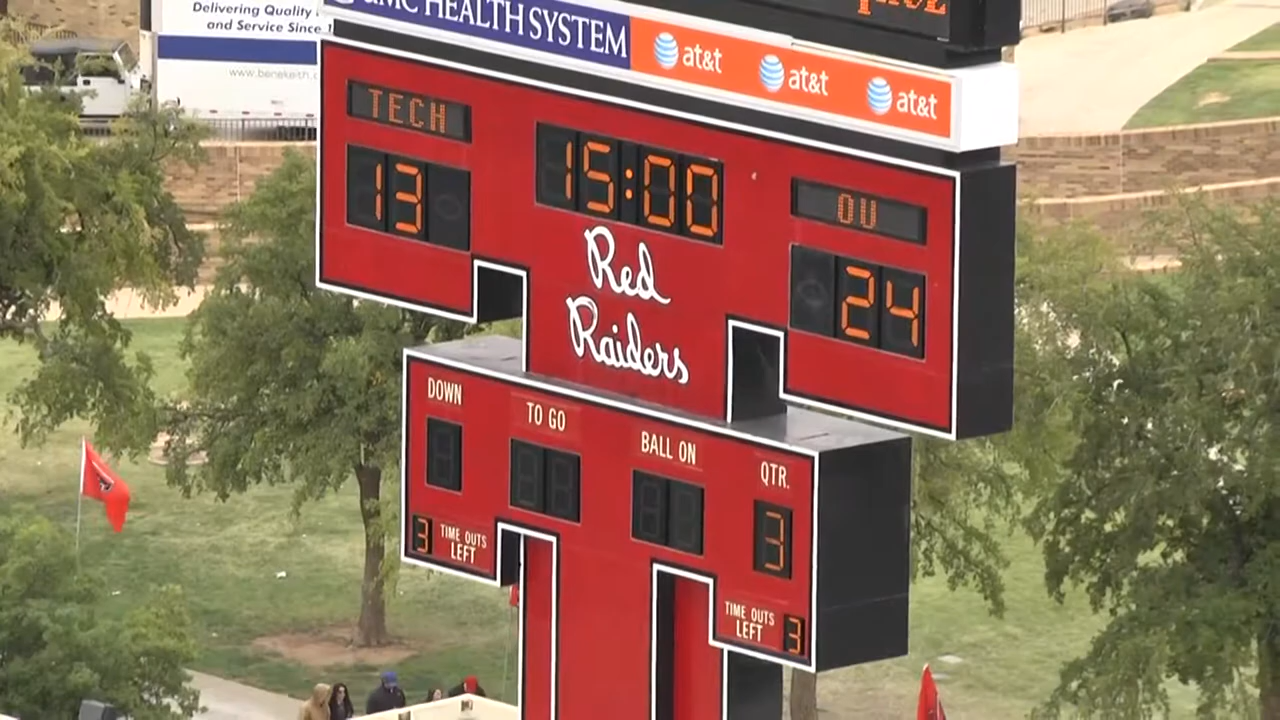 Delivering Quality
and Service Since 1
www.benekeith.c
UMC HEALTH SYSTEM
at&t at&t at&t
TECH
13
15:00
OU
24
Red
Raiders
DOWN
TO GO
BALL ON
QTR.
3
3 TIME OUTS
LEFT
TIME OUTS
LEFT 3